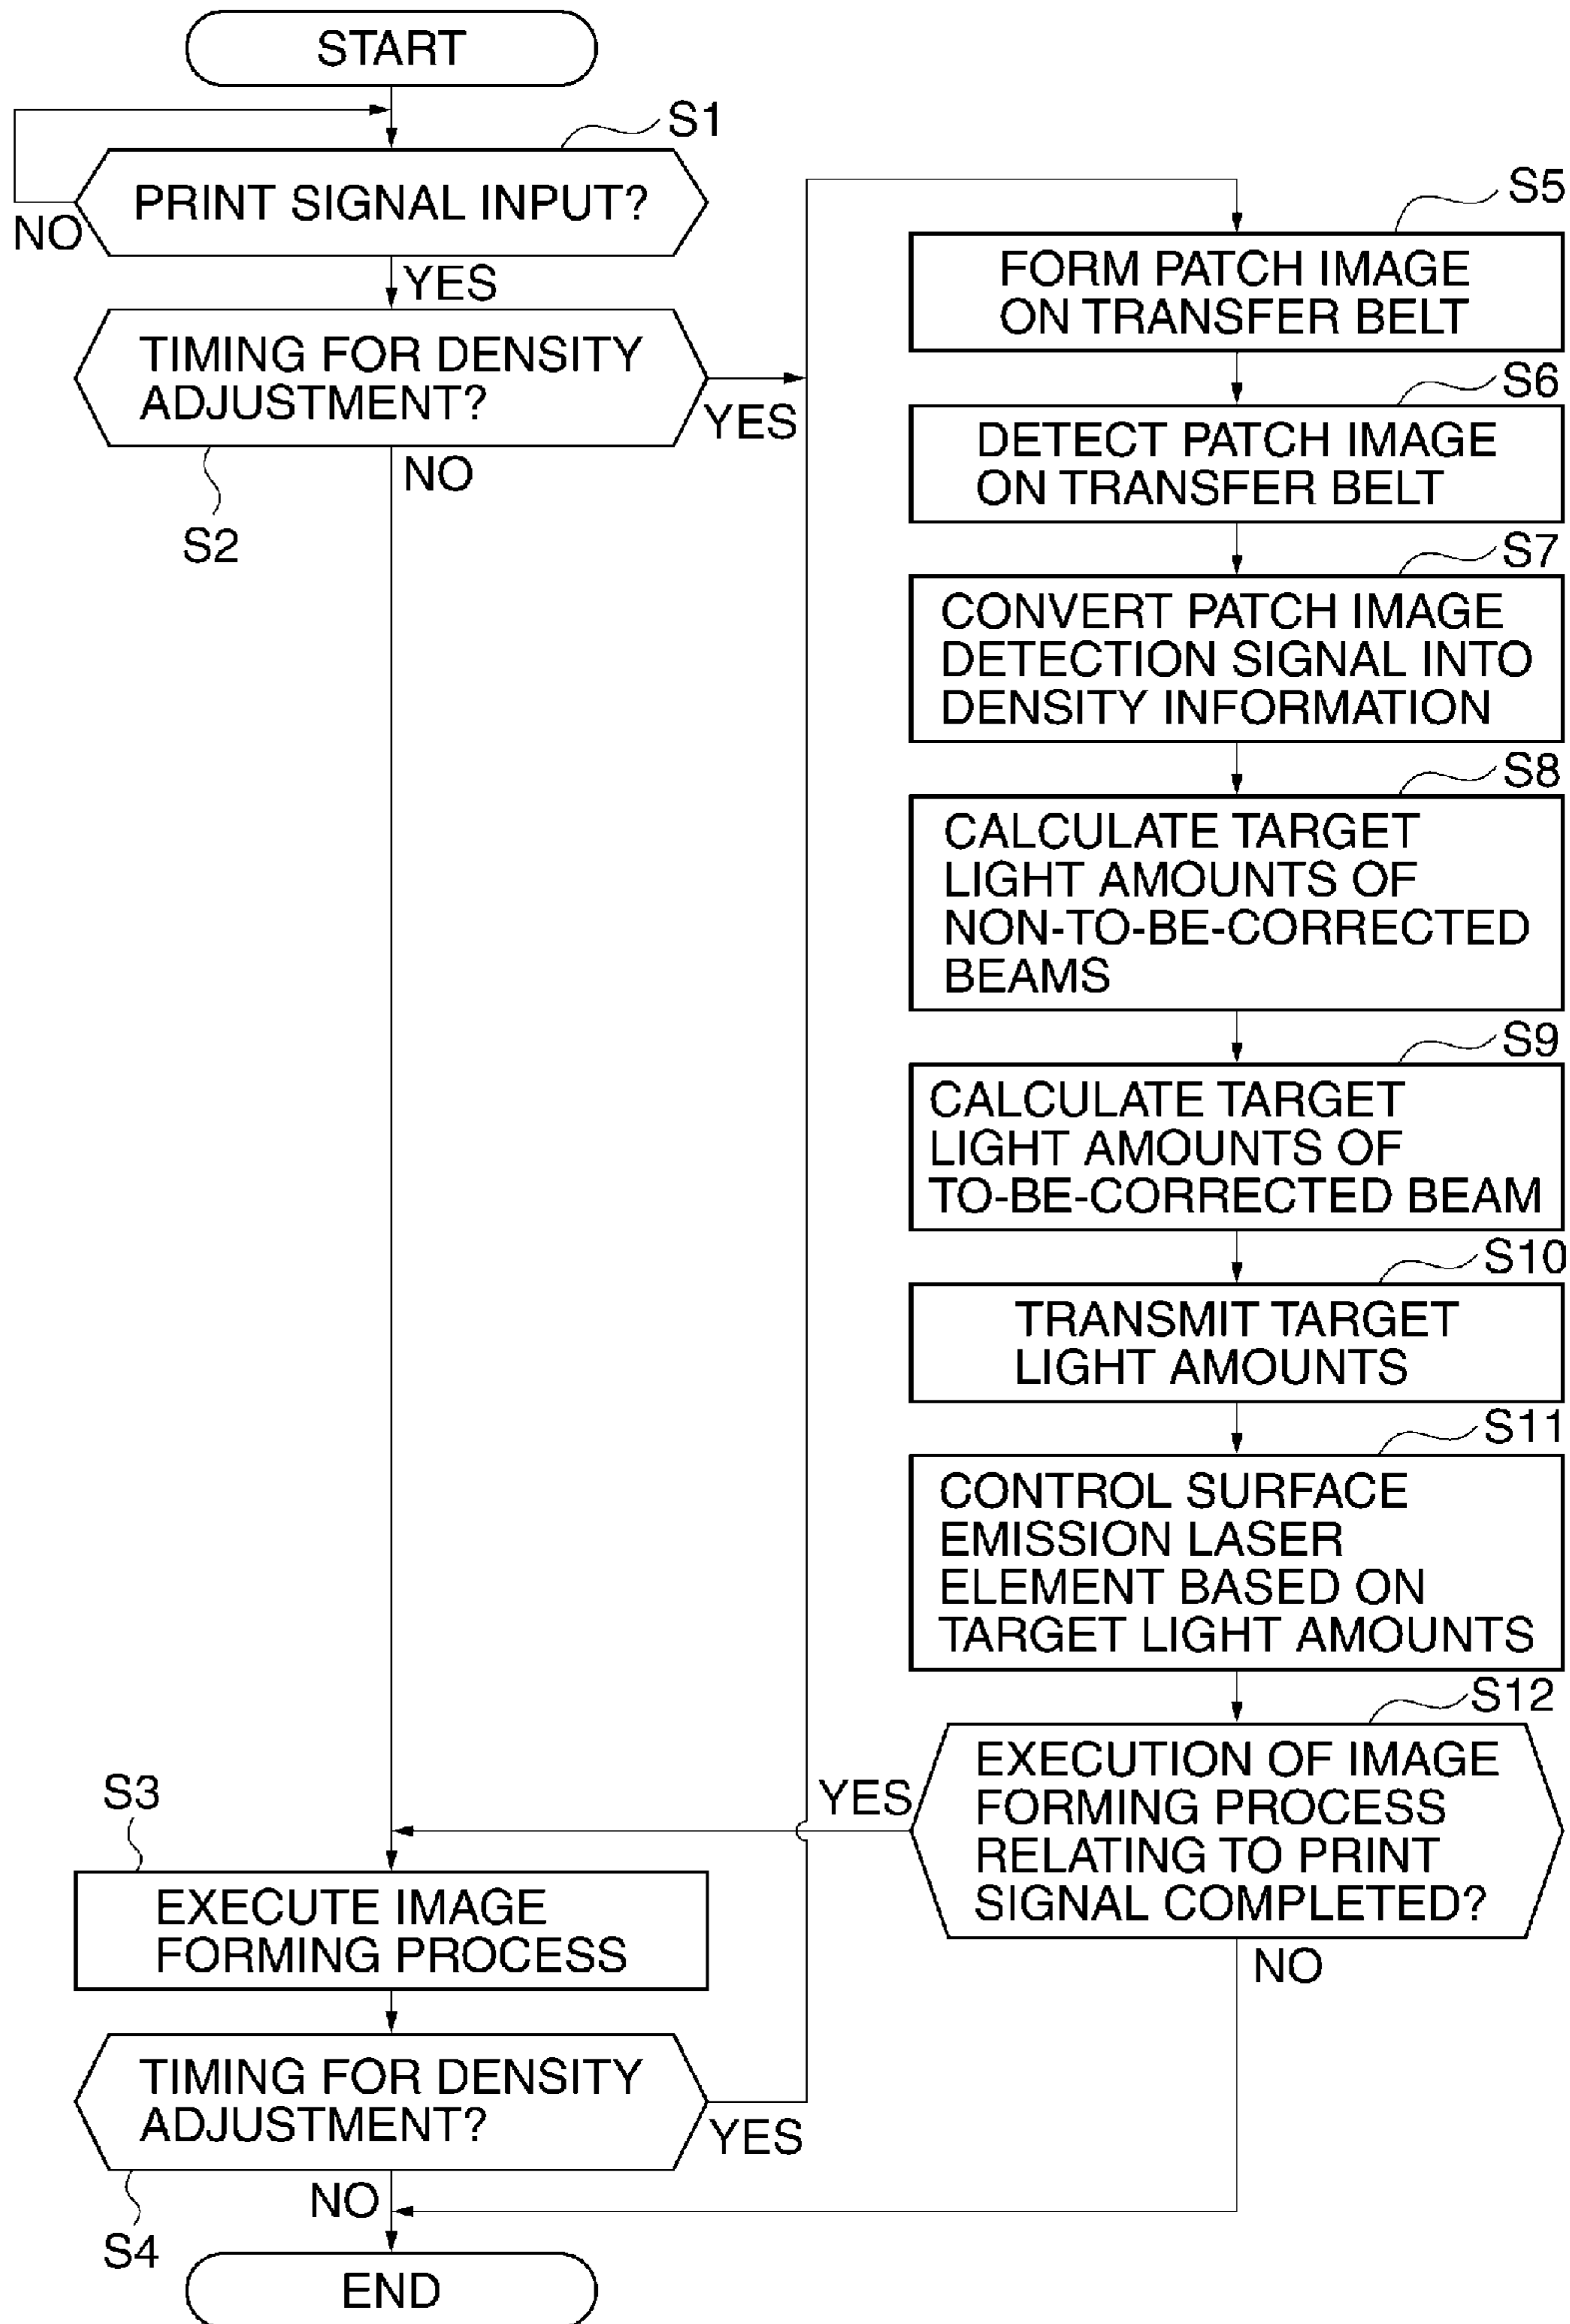 START
S1
PRINT SIGNAL INPUT?
NO
YES
TIMING FOR DENSITY
ADJUSTMENT?
YES
NO
S2
S5
FORM PATCH IMAGE
ON TRANSFER BELT
S6
DETECT PATCH IMAGE
ON TRANSFER BELT
S7
CONVERT PATCH IMAGE
DETECTION SIGNAL INTO
DENSITY INFORMATION
S8
CALCULATE TARGET
LIGHT AMOUNTS OF
NON-TO-BE-CORRECTED
BEAMS
S9
CALCULATE TARGET
LIGHT AMOUNTS OF
TO-BE-CORRECTED BEAM
S10
TRANSMIT TARGET
LIGHT AMOUNTS
S11
CONTROL SURFACE
EMISSION LASER
ELEMENT BASED ON
TARGET LIGHT AMOUNTS
S12
EXECUTION OF IMAGE
FORMING PROCESS
RELATING TO PRINT
SIGNAL COMPLETED?
YES
NO
S3
EXECUTE IMAGE
FORMING PROCESS
TIMING FOR DENSITY
ADJUSTMENT?
YES
NO
S4
END